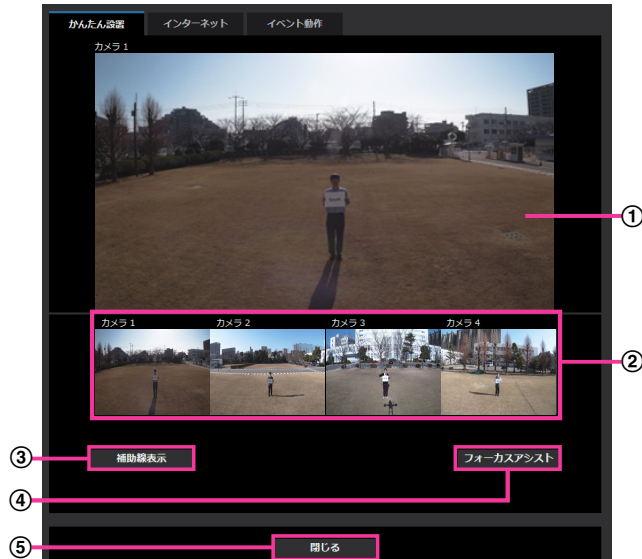 かんたん設置 インターネット イベント動作
カメラ 1
①
カメラ 1 カメラ 2 カメラ 3 カメラ 4
②
③ 補助線表示 フォーカスアシスト
④
⑤ 閉じる